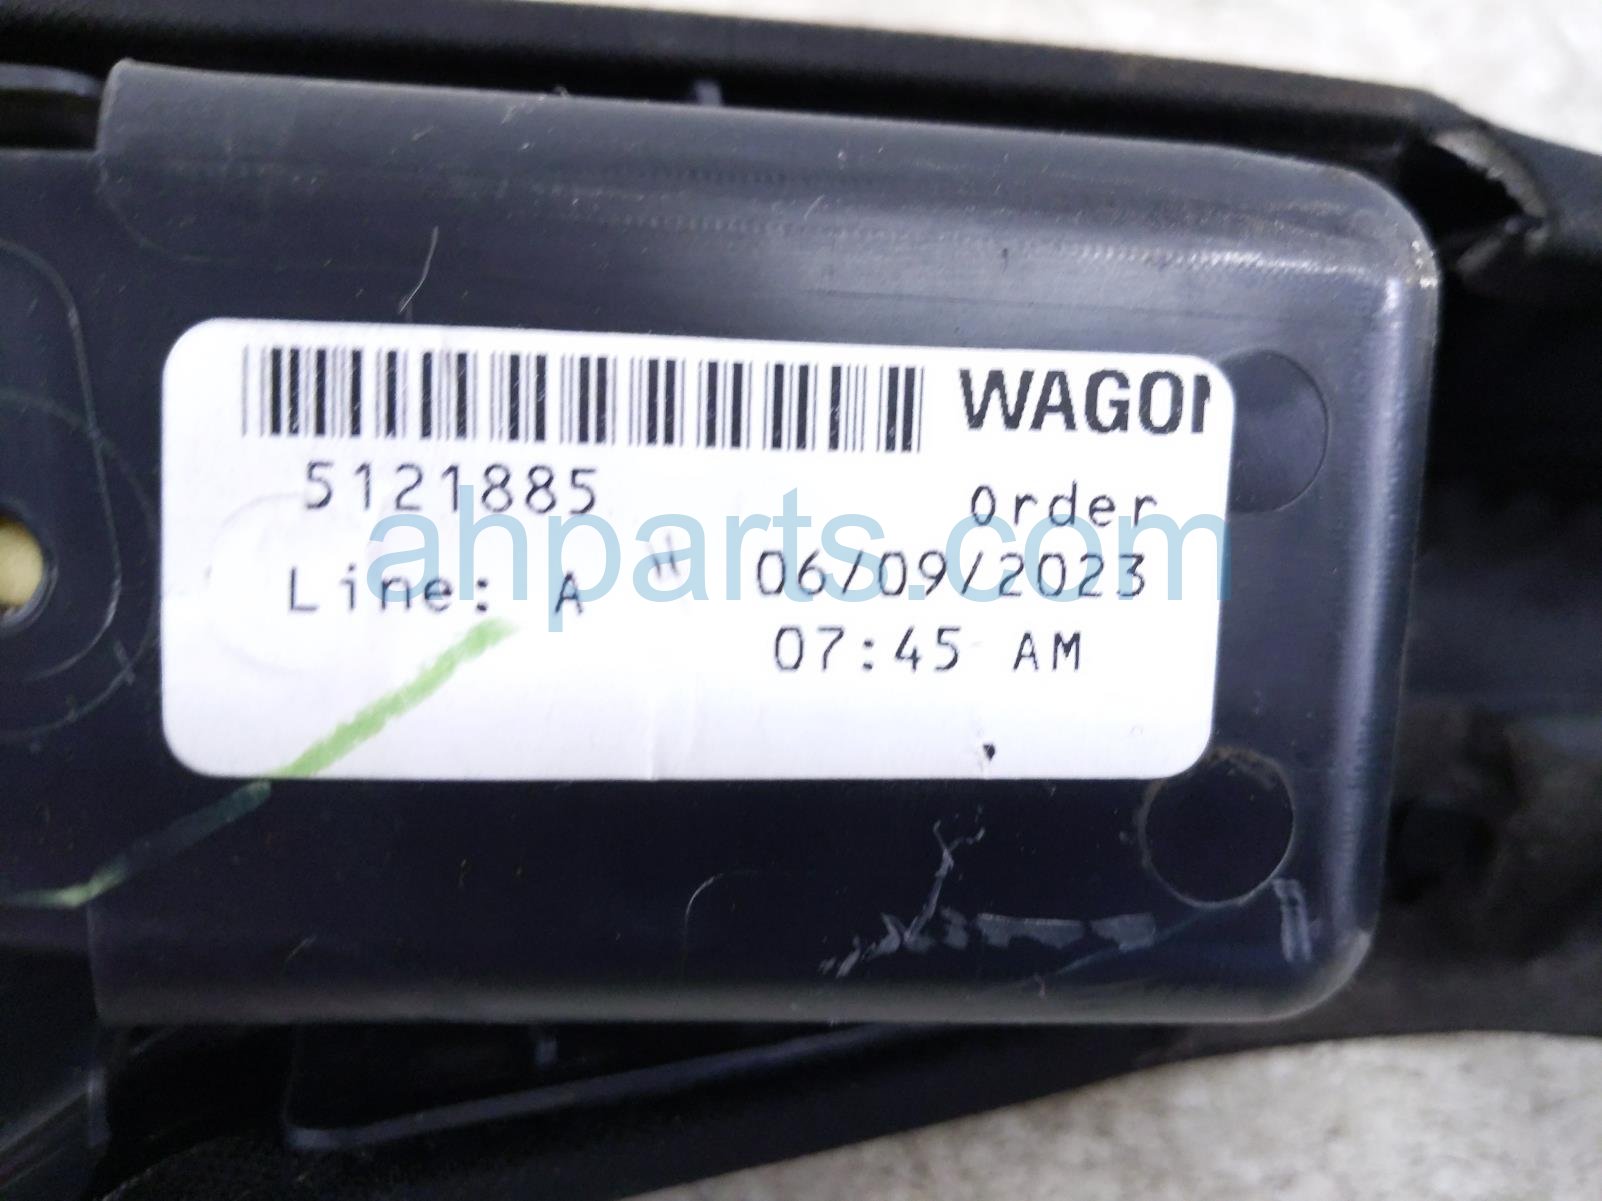 WAGON
5121885
Order
Line: A
06/09/2023
07:45 AM
ahparts.com